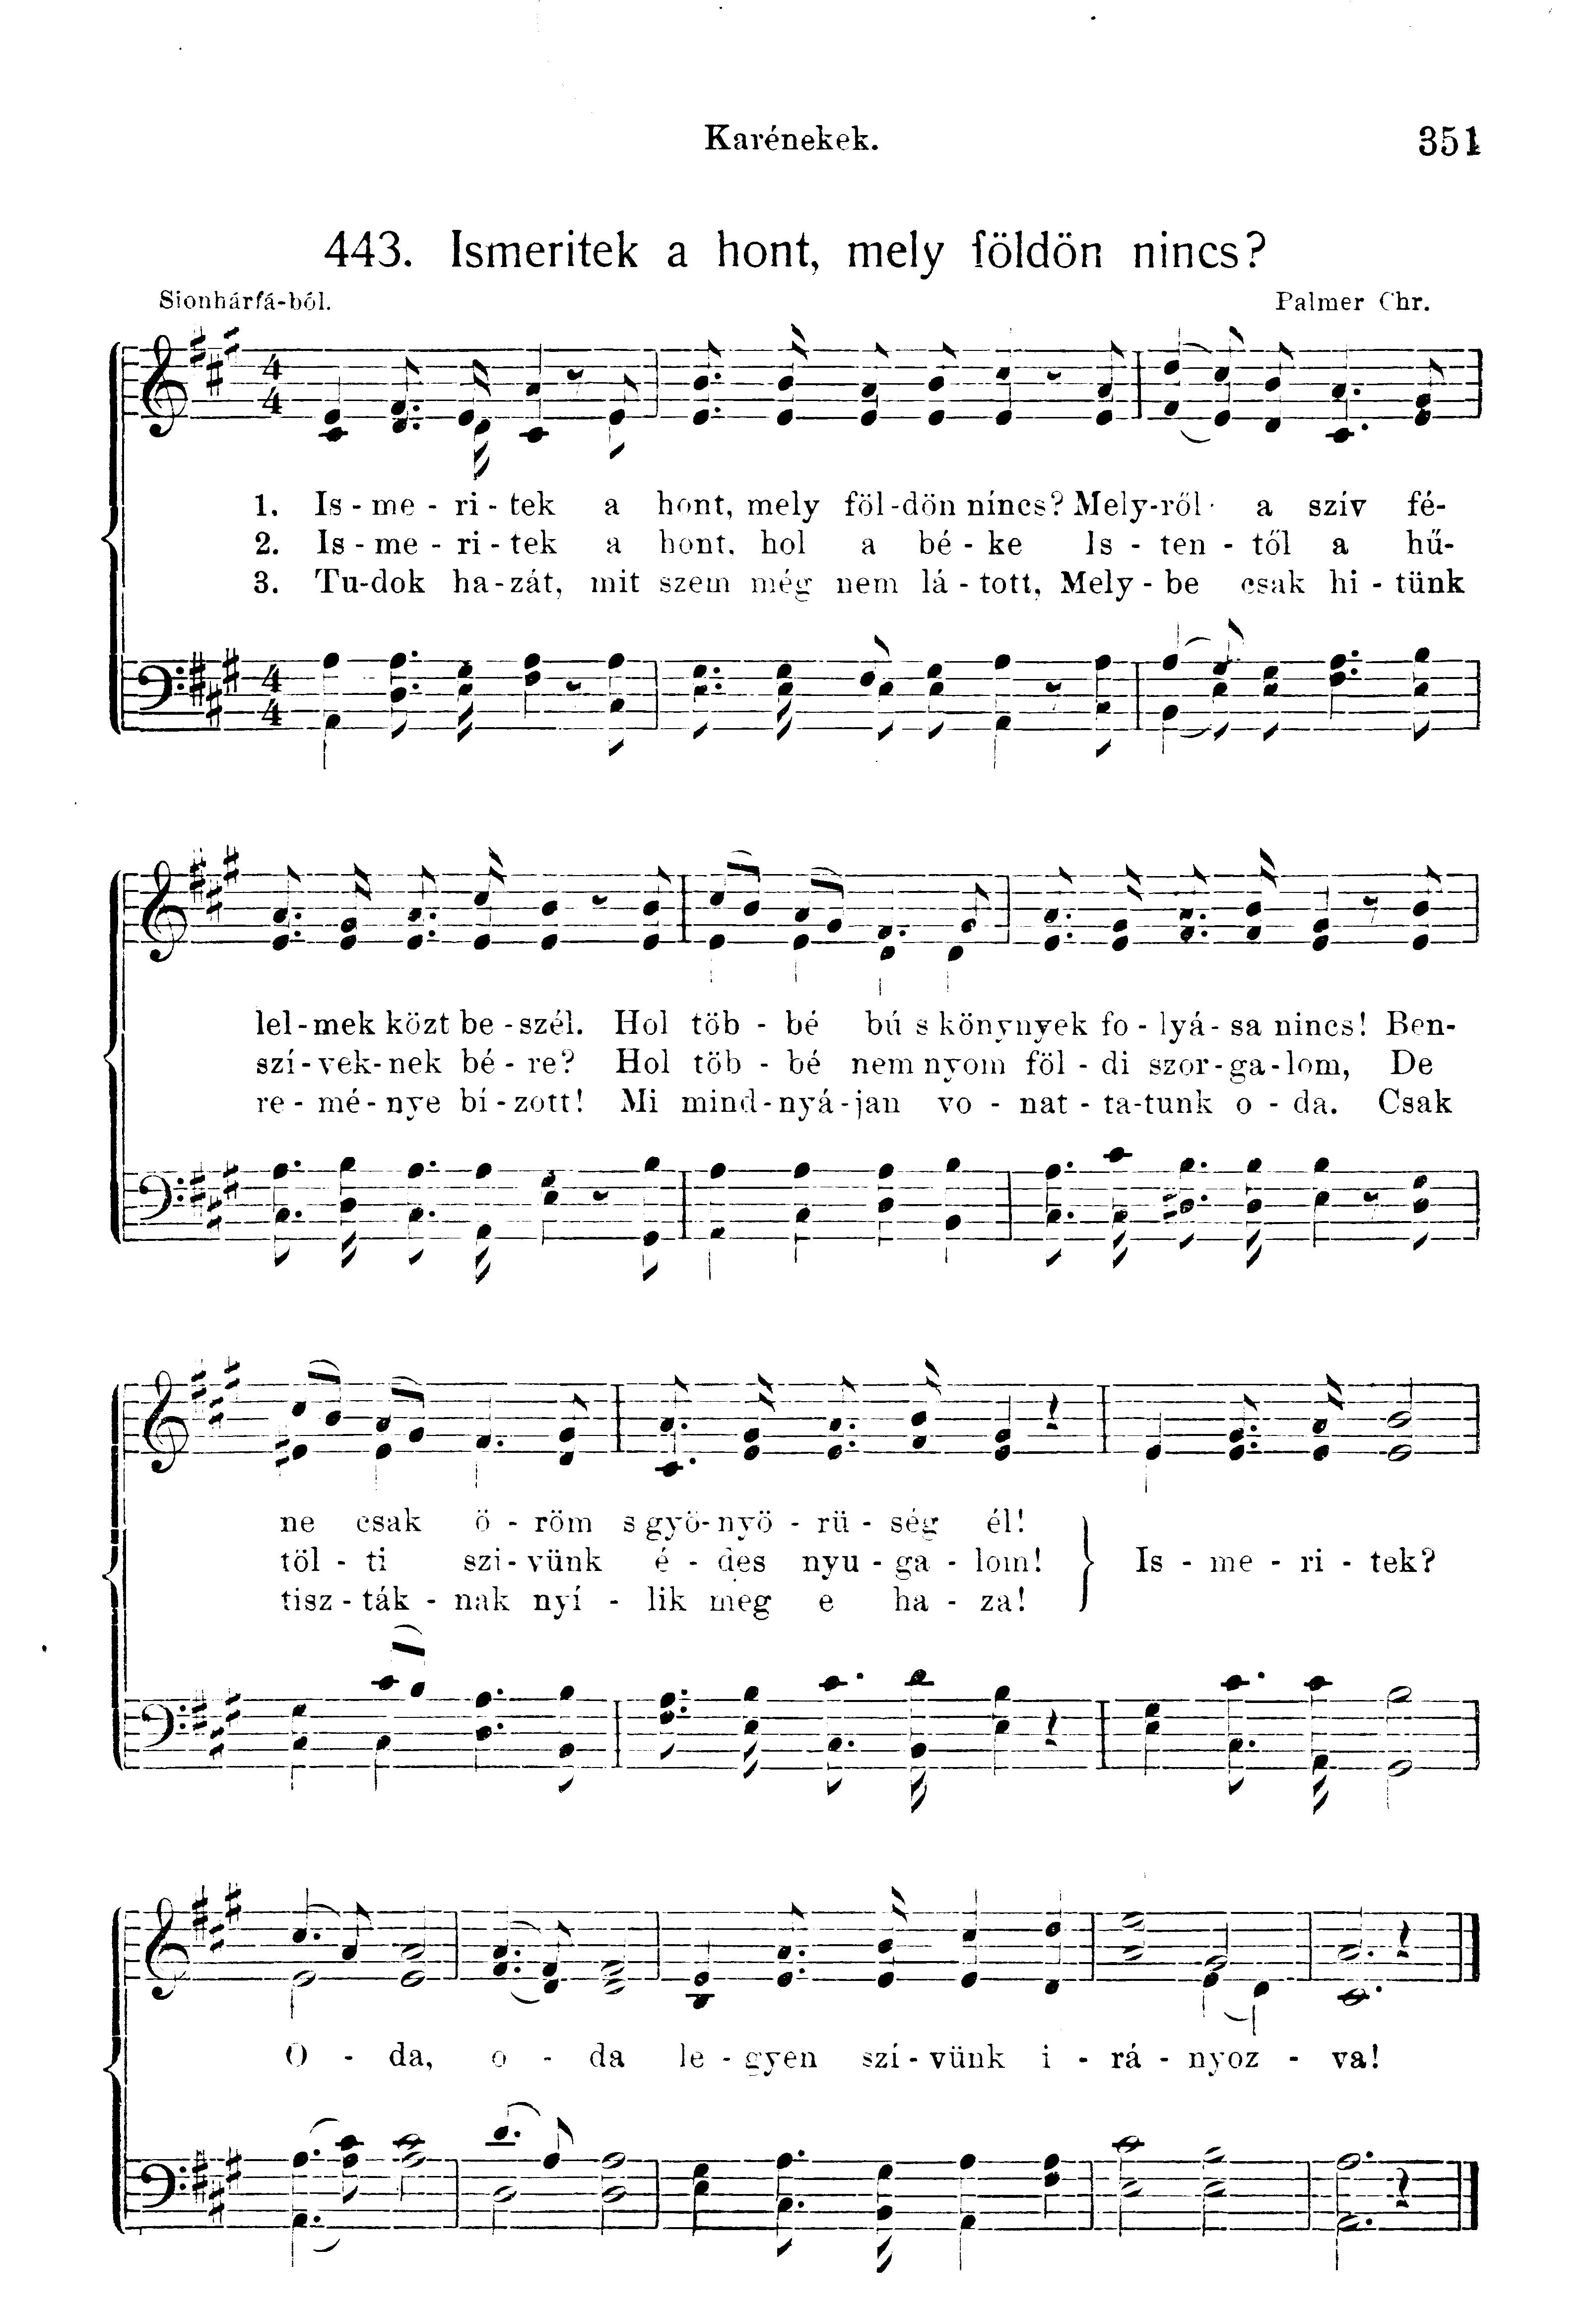 Karénekek. 351
443. Ismeritek a hont, mely földön nincs?
Sionhárfá-ból. Palmer Chr.
1. Is - me - ri - tek a hont, mely föl - dön níncs? Mely-ről a szív fé-
2. Is - me - ri - tek a hont. hol a bé - ke Is - ten - től a hű-
3. Tu-dok ha-zát, mit szem még nem lá - tott, Mely - be csak hi - tünk
lel-mek közt be-szél. Hol töb - bé bú s könynyek fo - lyá - sa nincs! Ben-
szí-vek-nek bé - re? Hol töb - bé nem nyom föl - di szor-ga-lom, De
re - mé - nye bí - zott! Mi mind-nyá-jan vo - nat - ta-tunk o - da. Csak
ne csak ö - röm s gyö-nyö - rü - ség él!
töl - ti szi-vünk é - des nyu - ga - lom! Is - me - ri - tek?
tisz - ták - nak nyí - lik meg e ha - za!
O - da, o - da le - gyen szí - vünk i - rá - nyoz - va!